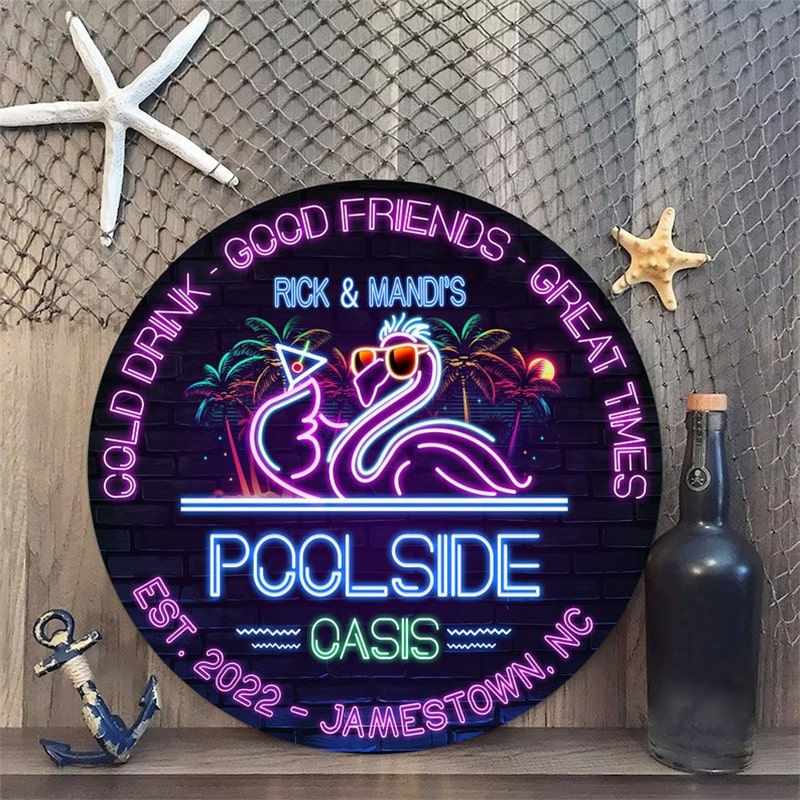 COLD DRINK - GOOD FRIENDS - GREAT TIMES
RICK & MANDI'S
POOLSIDE
OASIS
EST. 2022 - JAMESTOWN, NC